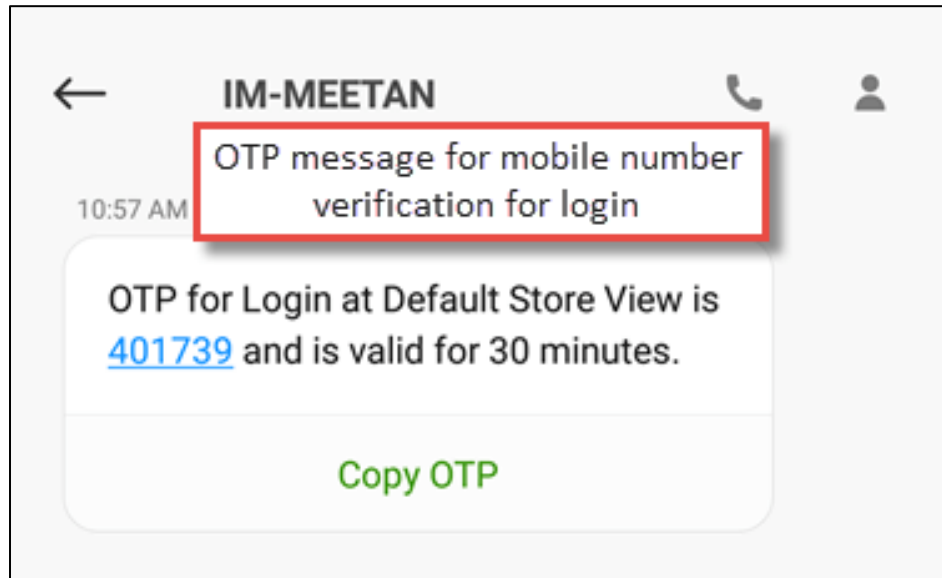 IM-MEETAN
OTP message for mobile number
verification for login
10:57 AM
OTP for Login at Default Store View is
401739 and is valid for 30 minutes.
Copy OTP